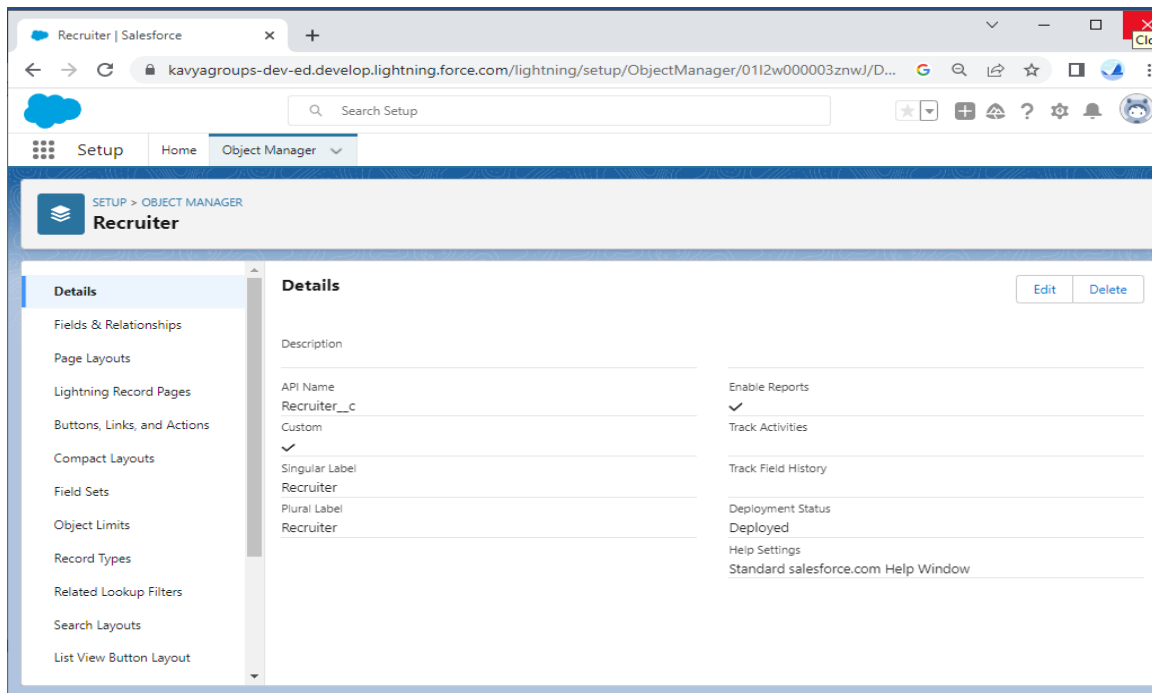 Recruiter | Salesforce
Clo
kavyagroups-dev-ed.develop.lightning.force.com/lightning/setup/ObjectManager/01I2w000003znwJ/D...
Search Setup
Setup Home Object Manager
SETUP > OBJECT MANAGER
Recruiter
Details
Fields & Relationships
Page Layouts
Lightning Record Pages
Buttons, Links, and Actions
Compact Layouts
Field Sets
Object Limits
Record Types
Related Lookup Filters
Search Layouts
List View Button Layout
Details
Edit Delete
Description
API Name
Recruiter__c
Custom
Singular Label
Recruiter
Plural Label
Recruiter
Enable Reports
Track Activities
Track Field History
Deployment Status
Deployed
Help Settings
Standard salesforce.com Help Window